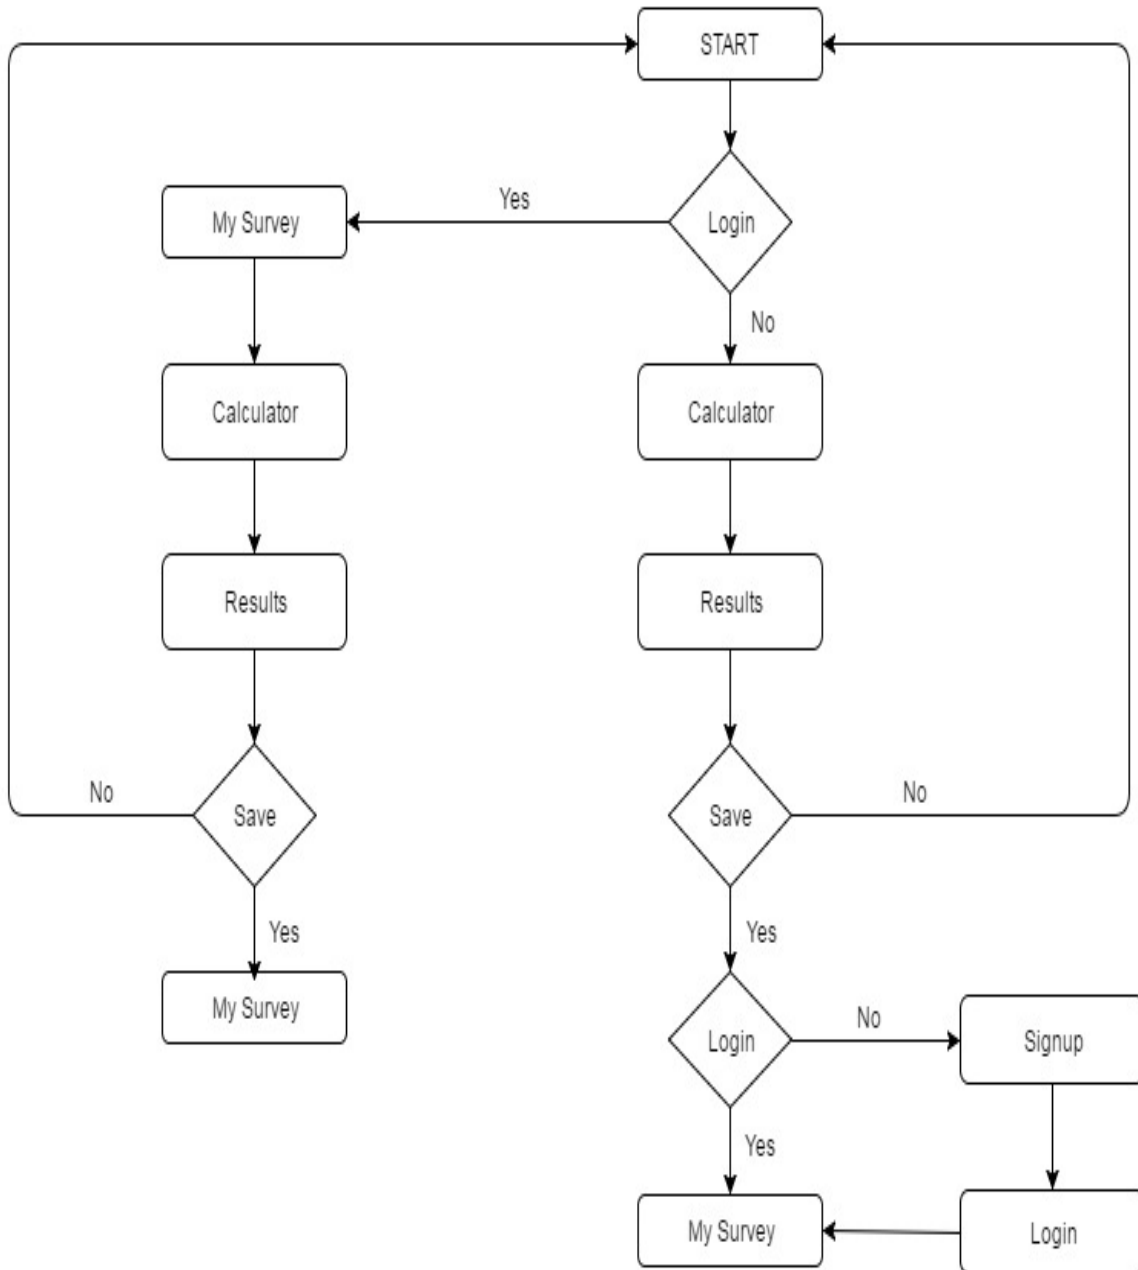 START
Yes
Login
My Survey
No
Calculator
Calculator
Results
Results
No
Save
Save
No
Yes
Yes
My Survey
Login
No
Signup
Yes
My Survey
Login